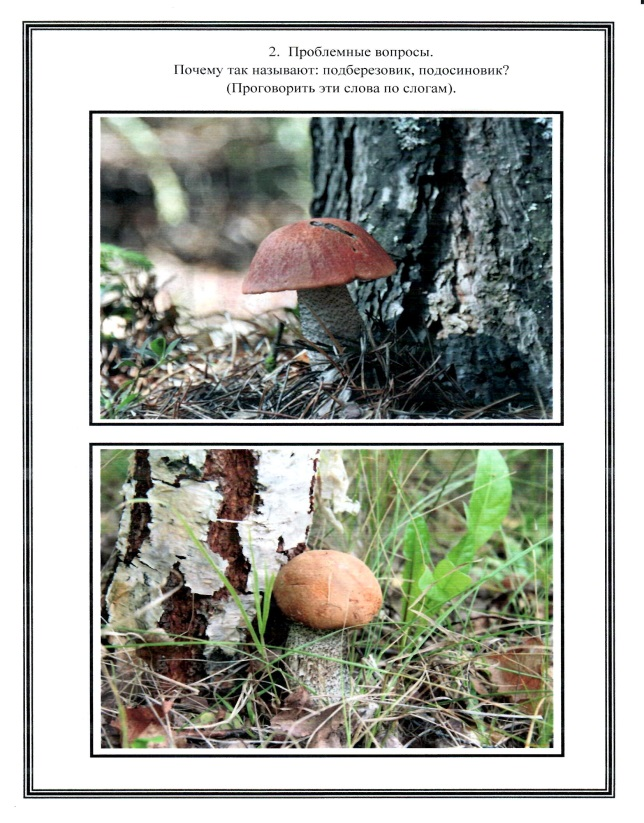 2. Проблемные вопросы.
Почему так называют: подберезовик, подосиновик?
(Проговорить эти слова по слогам).